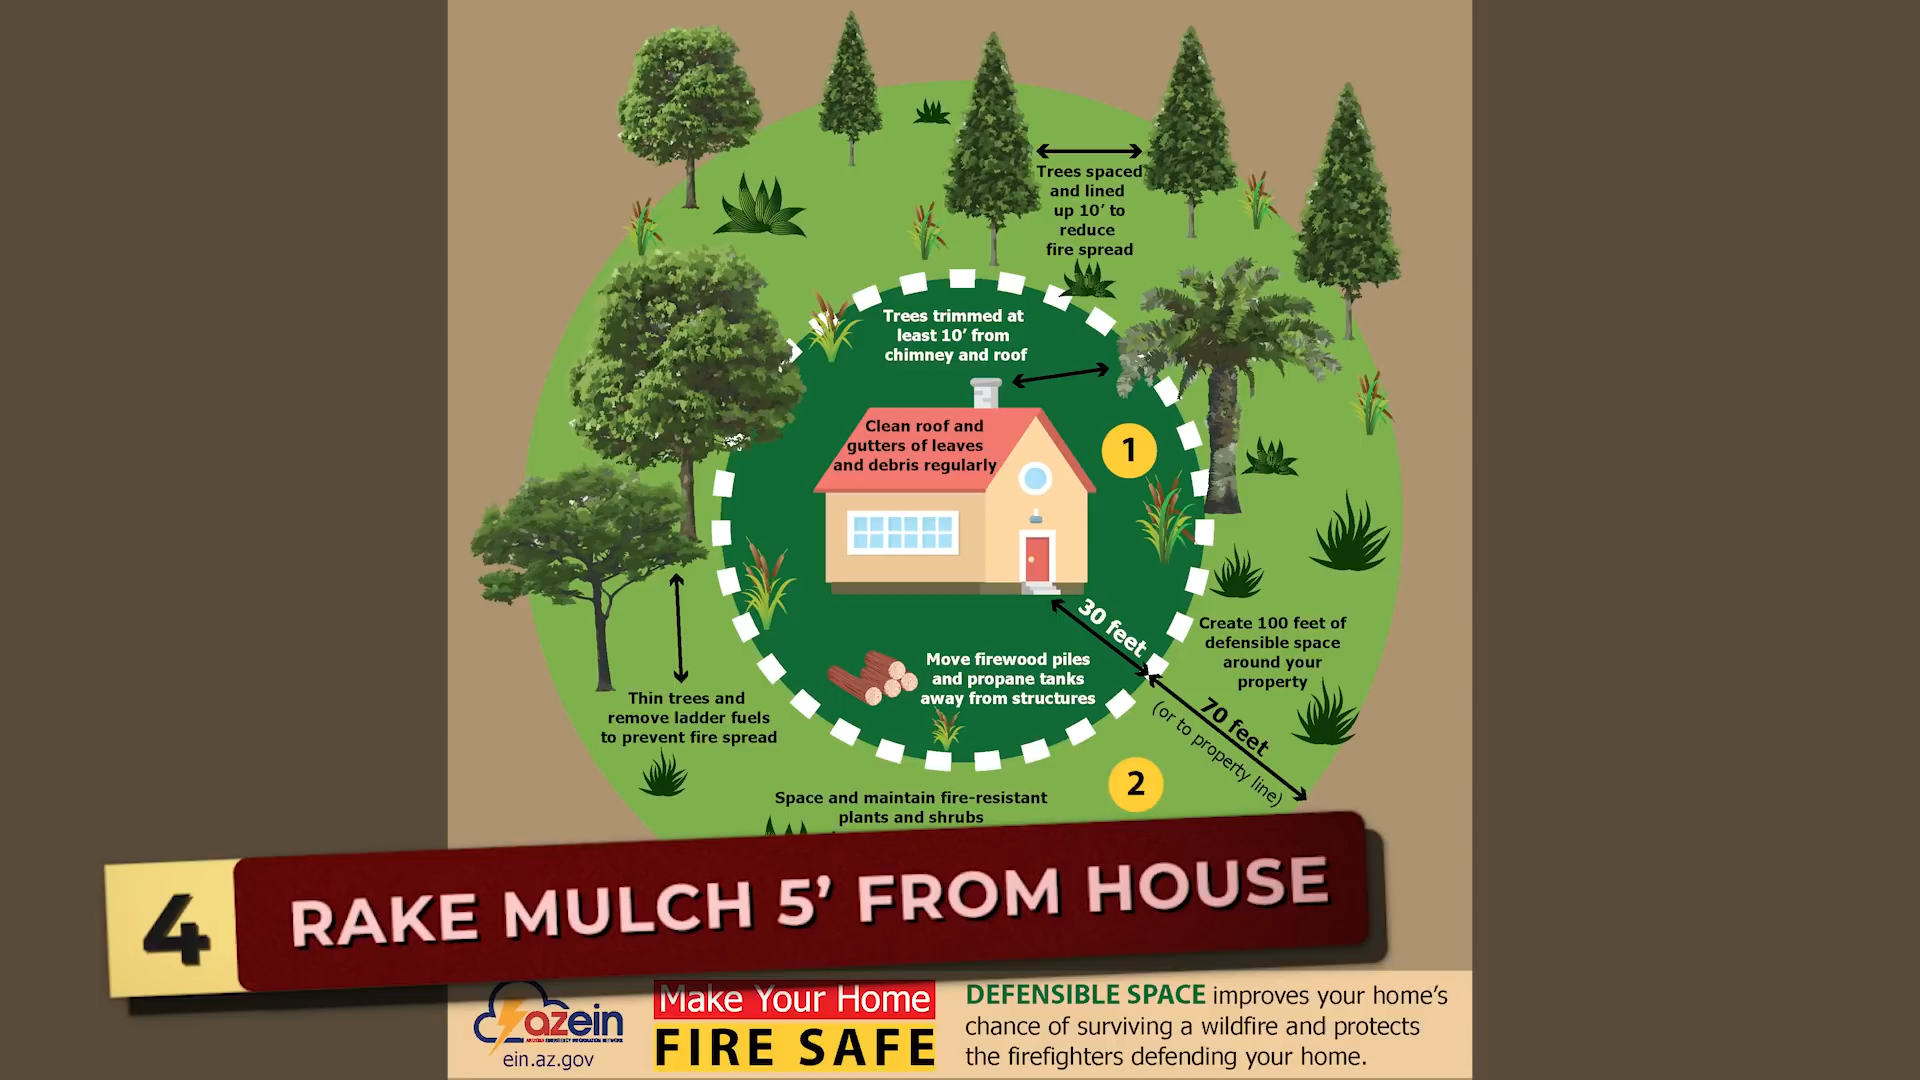 Trees spaced
and lined
up 10’ to
reduce
fire spread
Trees trimmed at
least 10’ from
chimney and roof
Clean roof and
gutters of leaves
and debris regularly
1
30 feet
Create 100 feet of
defensible space
around your
property
Move firewood piles
and propane tanks
away from structures
70 feet
(or to property line)
Thin trees and
remove ladder fuels
to prevent fire spread
2
Space and maintain fire-resistant
plants and shrubs
4 RAKE MULCH 5’ FROM HOUSE
azein
ARIZONA EMERGENCY INFORMATION NETWORK
ein.az.gov
Make Your Home
FIRE SAFE
DEFENSIBLE SPACE improves your home’s
chance of surviving a wildfire and protects
the firefighters defending your home.